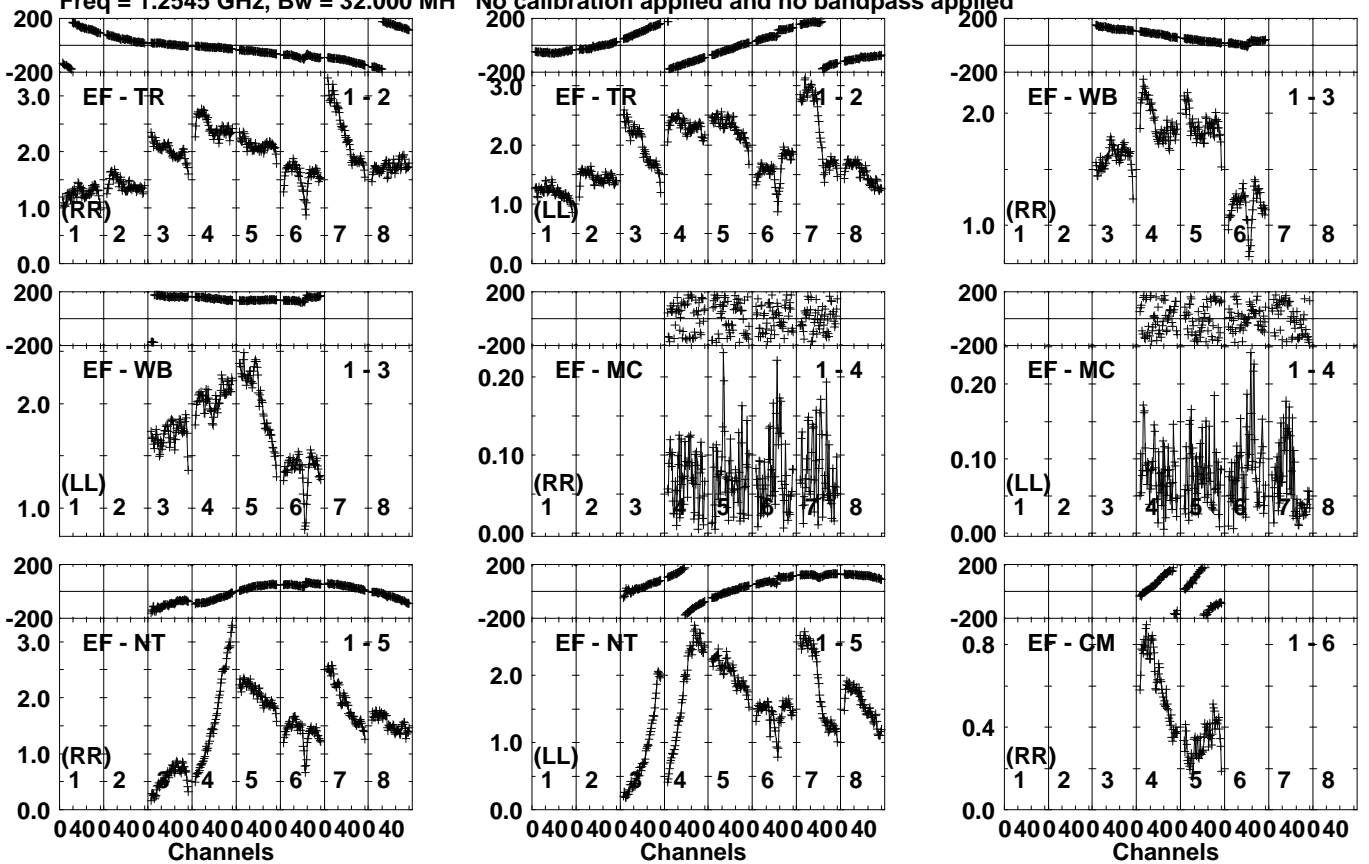 Freq = 1.2545 GHz, Bw = 32.000 MH No calibration applied and no bandpass applied
200
-200
EF - TR 1 - 2
3.0
2.0
1.0
0.0
(RR)
1 2 3 4 5 6 7 8
200
-200
EF - TR 1 - 2
3.0
2.0
1.0
0.0
(LL)
1 2 3 4 5 6 7 8
200
-200
EF - WB 1 - 3
2.0
1.0
(RR)
1 2 3 4 5 6 7 8
200
-200
EF - WB 1 - 3
2.0
1.0
(LL)
1 2 3 4 5 6 7 8
200
-200
EF - MC 1 - 4
0.20
0.10
0.00
(RR)
1 2 3 4 5 6 7 8
200
-200
EF - MC 1 - 4
0.20
0.10
0.00
(LL)
1 2 3 4 5 6 7 8
200
-200
EF - NT 1 - 5
3.0
2.0
1.0
0.0
(RR)
1 2 3 4 5 6 7 8
0 40 0 40 0 40 0 40 0 40 0 40 0 40 0 40
Channels
200
-200
EF - NT 1 - 5
2.0
1.0
0.0
(LL)
1 2 3 4 5 6 7 8
0 40 0 40 0 40 0 40 0 40 0 40 0 40 0 40
Channels
200
-200
EF - CM 1 - 6
0.8
0.4
0.0
(RR)
1 2 3 4 5 6 7 8
0 40 0 40 0 40 0 40 0 40 0 40 0 40 0 40
Channels